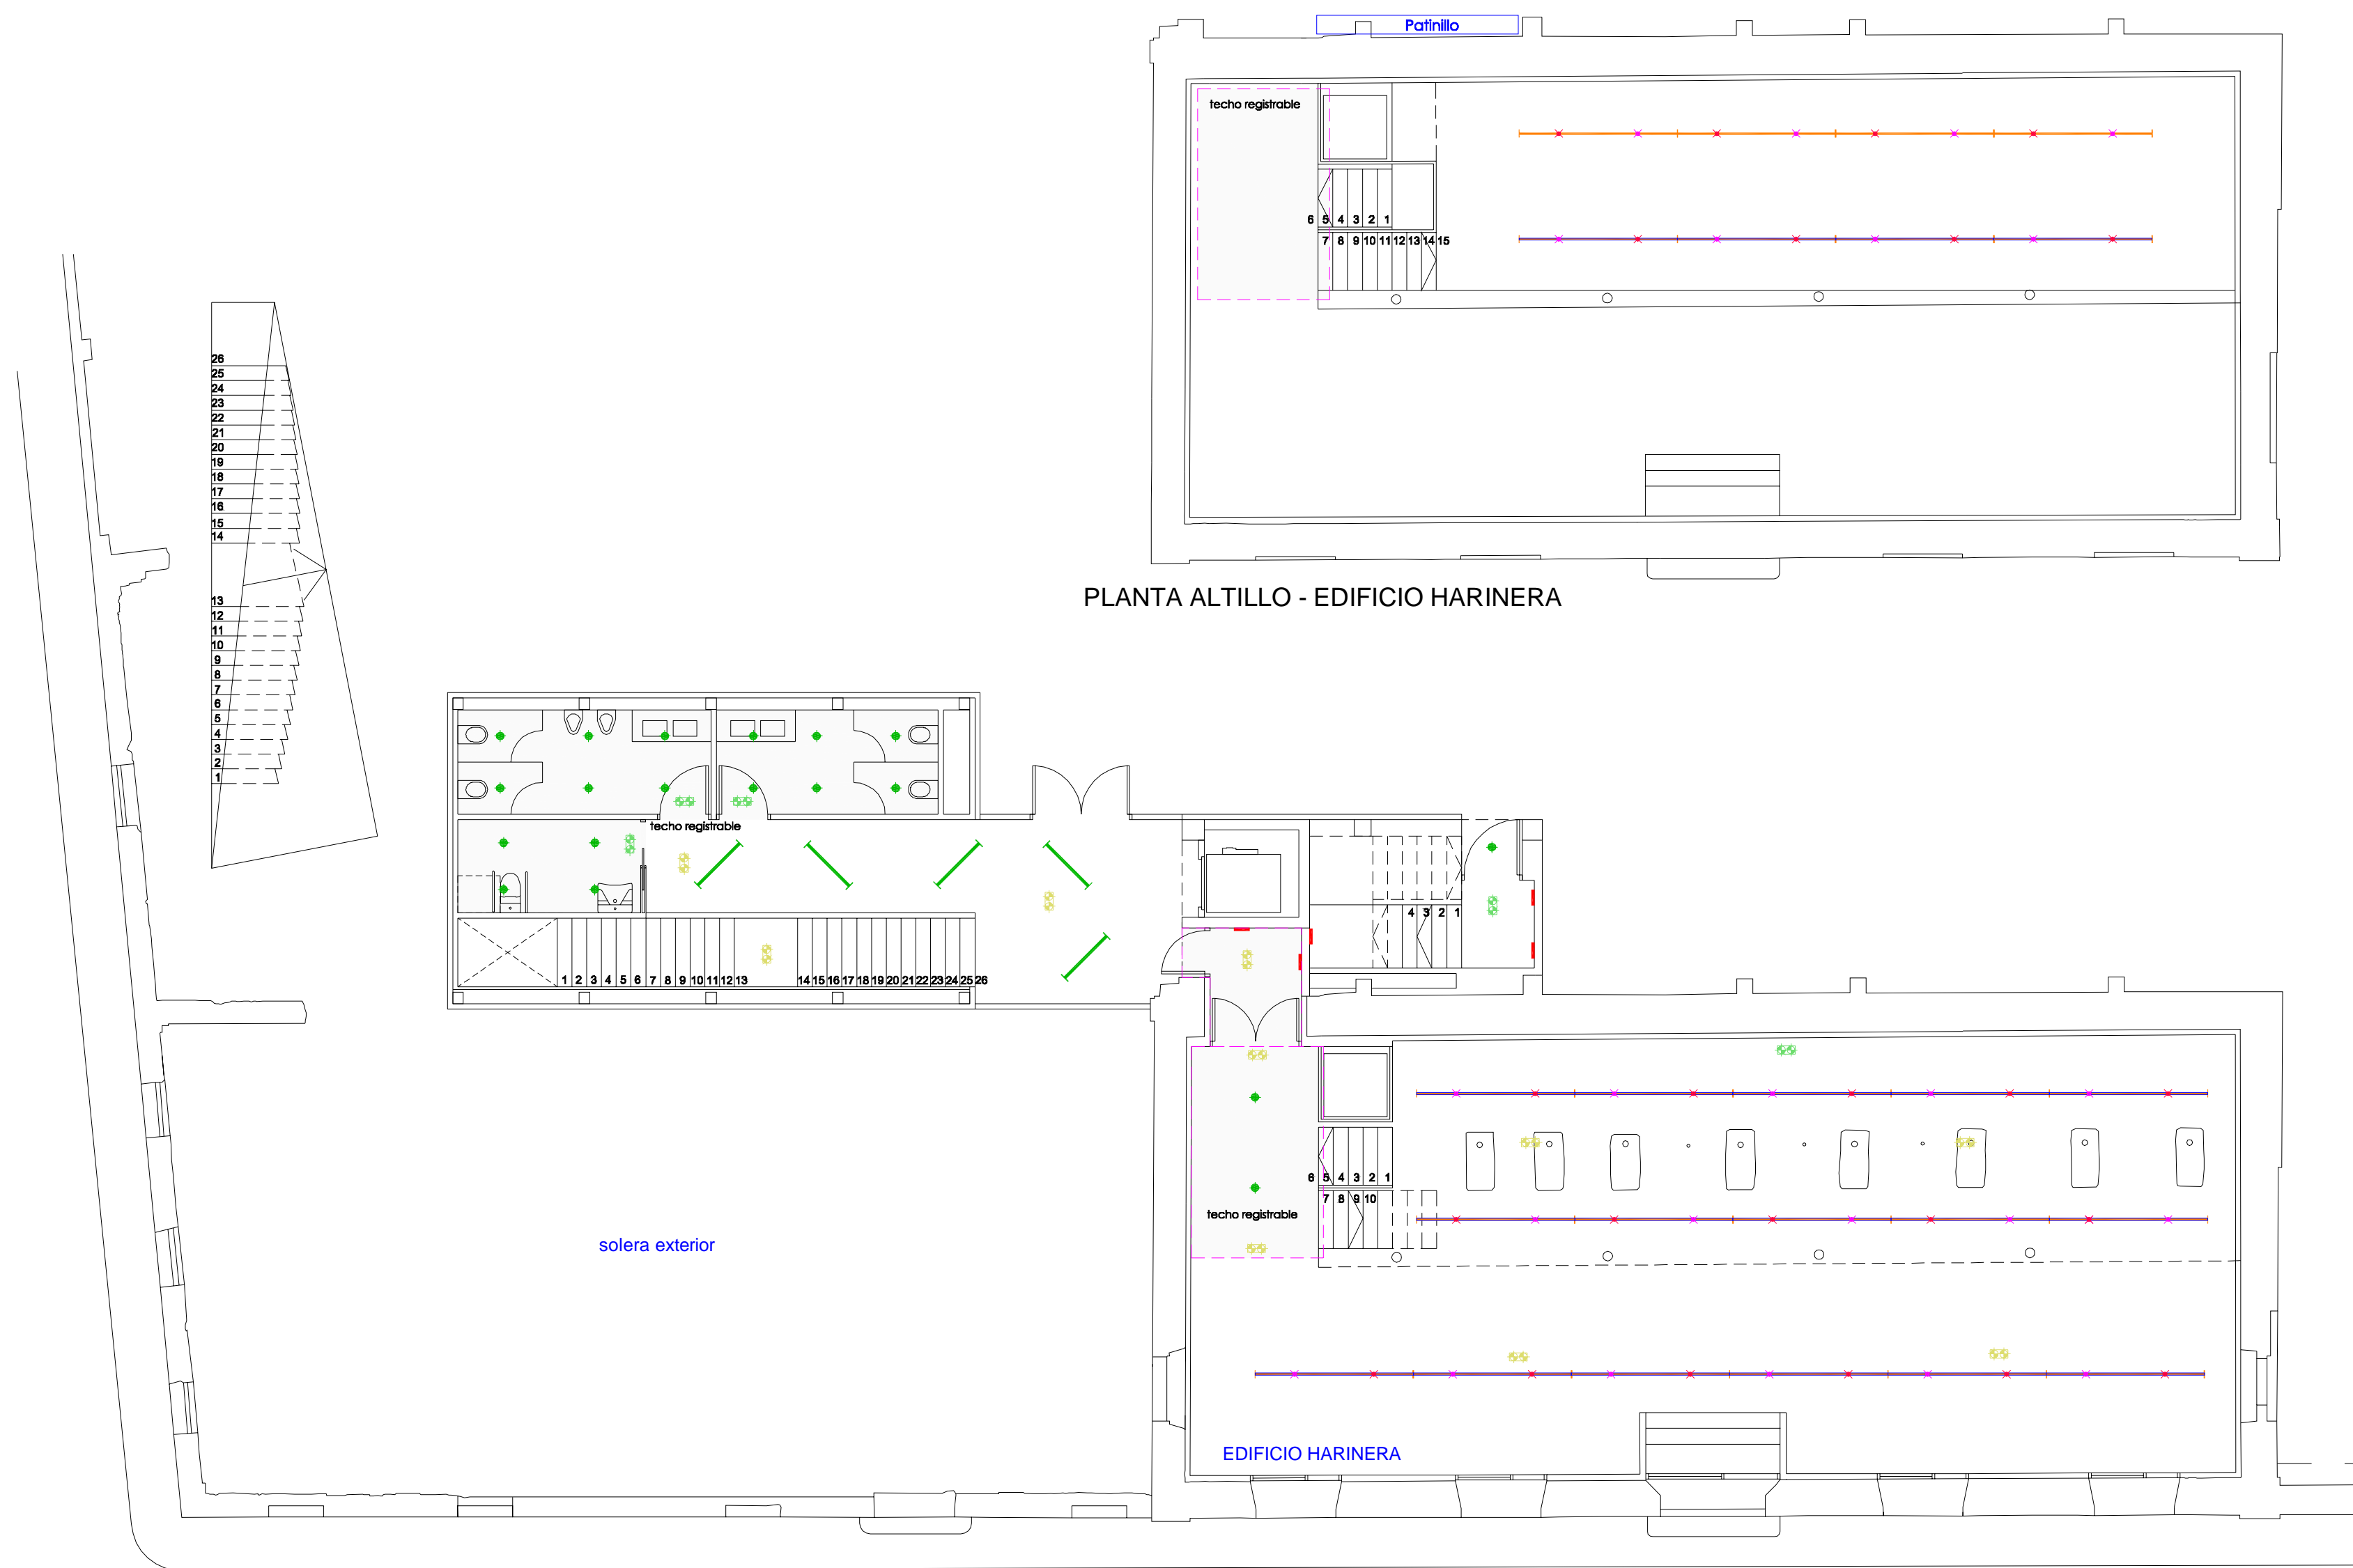 Patinillo
techo registrable
6 5 4 3 2 1
7 8 9 10 11 12 13 14 15
PLANTA ALTILLO - EDIFICIO HARINERA
26
25
24
23
22
21
20
19
18
17
16
15
14
13
12
11
10
9
8
7
6
5
4
3
2
1
techo registrable
4 3 2 1
1 2 3 4 5 6 7 8 9 10 11 12 13 14 15 16 17 18 19 20 21 22 23 24 25 26
6 5 4 3 2 1
7 8 9 10
techo registrable
solera exterior
EDIFICIO HARINERA